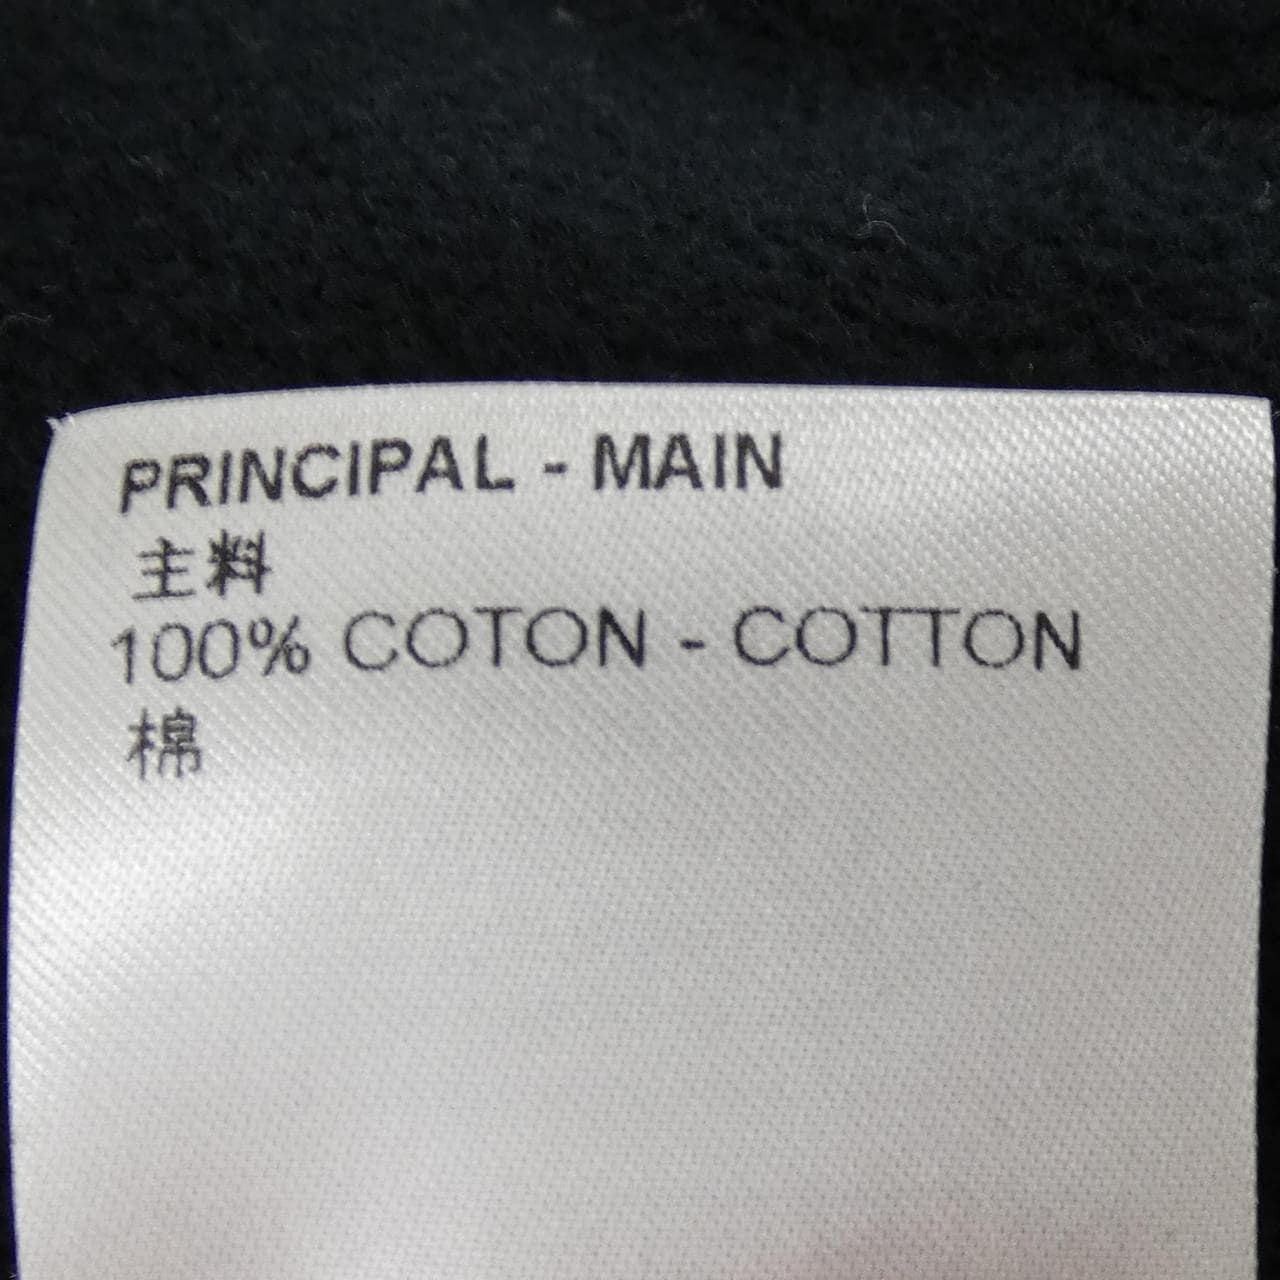 PRINCIPAL - MAIN
主料
100% COTON - COTTON
棉